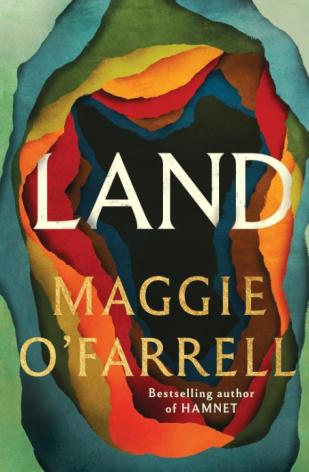 LAND
MAGGIE
O'FARRELL
Bestselling author
of HAMNET